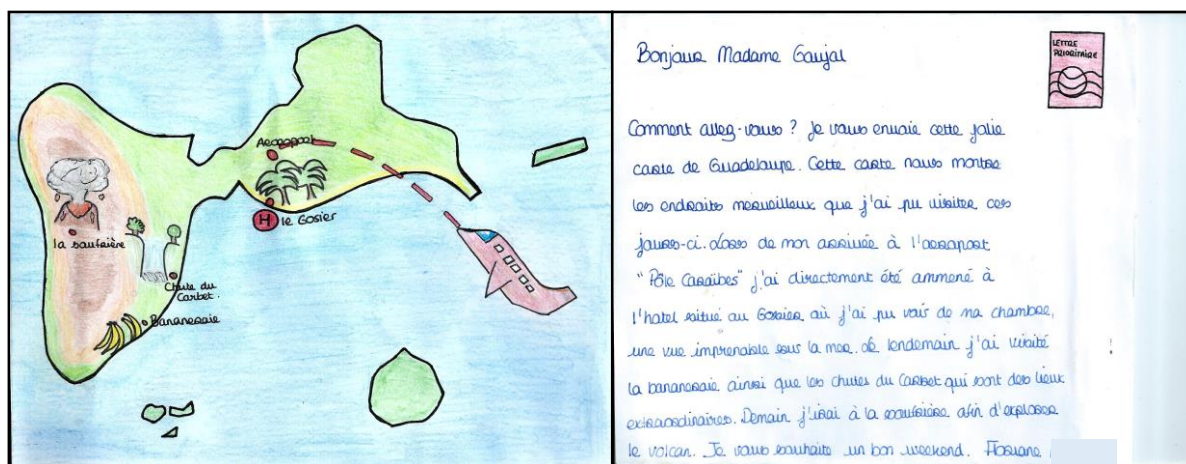 Aéroport
H le Gosier
la soufrière
Chute du
Carbet.
Bananeraie
Bonjour Madame Gaujal
LETTRE
PRIORITAIRE
Comment allez-vous ? Je vous envoie cette jolie
carte de Guadeloupe. Cette carte nous montre
les endroits merveilleux que j'ai pu visiter ces
jours-ci. Lors de mon arrivée à l'aéroport
"Pôle Caraïbes" j'ai directement été ammené à
l'hotel situé au Gosier où j'ai pu voir de ma chambre,
une vue imprenable sous la mer. Le lendemain j'ai visité
la bananeraie ainsi que les chutes du Carbet qui sont des lieux
extraordinaires. Demain j'irai à la soufrière afin d'explorer
le volcan. Je vous souhaite un bon weekend. Floriane